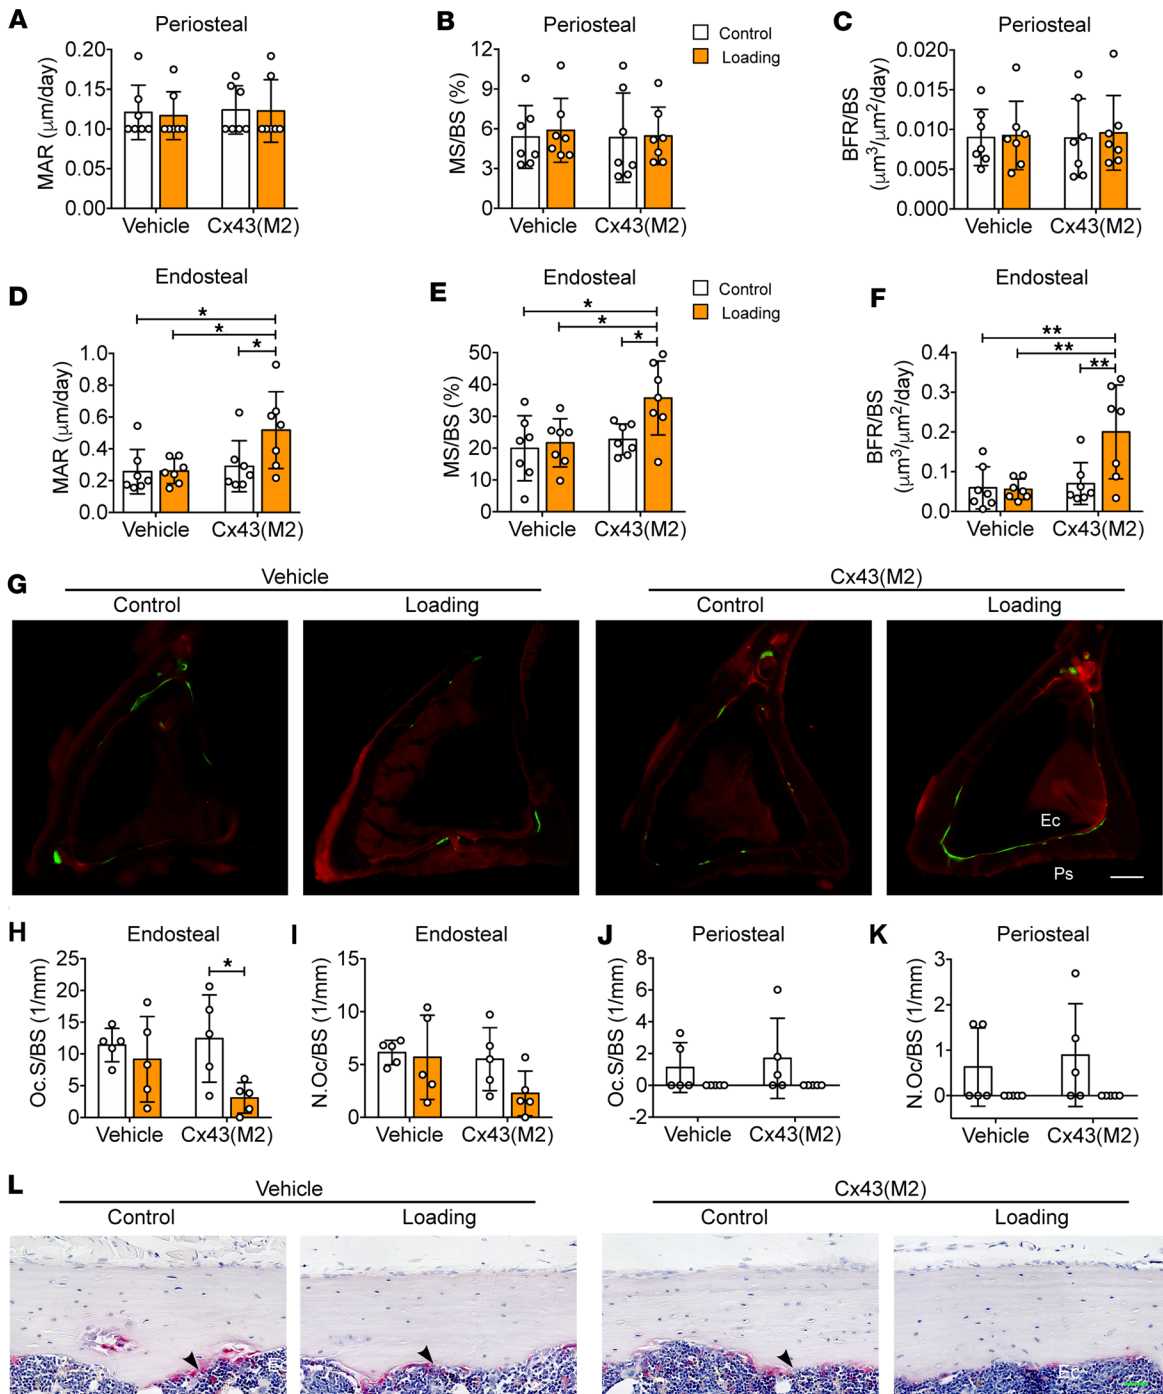 A
Periosteal
MAR (μm/day)
0.20
0.15
0.10
0.05
0.00
Vehicle
Cx43(M2)
B
Periosteal
MS/BS (%)
12
9
6
3
0
Vehicle
Cx43(M2)
Control
Loading
C
Periosteal
BFR/BS
(μm³/μm²/day)
0.020
0.015
0.010
0.005
0.000
Vehicle
Cx43(M2)
D
Endosteal
*
*
*
MAR (μm/day)
1.0
0.8
0.6
0.4
0.2
0.0
Vehicle
Cx43(M2)
E
Endosteal
*
*
*
MS/BS (%)
50
40
30
20
10
0
Vehicle
Cx43(M2)
Control
Loading
F
Endosteal
**
**
**
BFR/BS
(μm³/μm²/day)
0.4
0.3
0.2
0.1
0.0
Vehicle
Cx43(M2)
G
Vehicle
Cx43(M2)
Control
Loading
Control
Loading
Ec
Ps
H
Endosteal
*
Oc.S/BS (1/mm)
25
20
15
10
5
0
Vehicle
Cx43(M2)
I
Endosteal
N.Oc/BS (1/mm)
15
10
5
0
Vehicle
Cx43(M2)
J
Periosteal
Oc.S/BS (1/mm)
8
6
4
2
0
-2
Vehicle
Cx43(M2)
K
Periosteal
N.Oc/BS (1/mm)
3
2
1
0
Vehicle
Cx43(M2)
L
Vehicle
Cx43(M2)
Control
Loading
Control
Loading
Ec